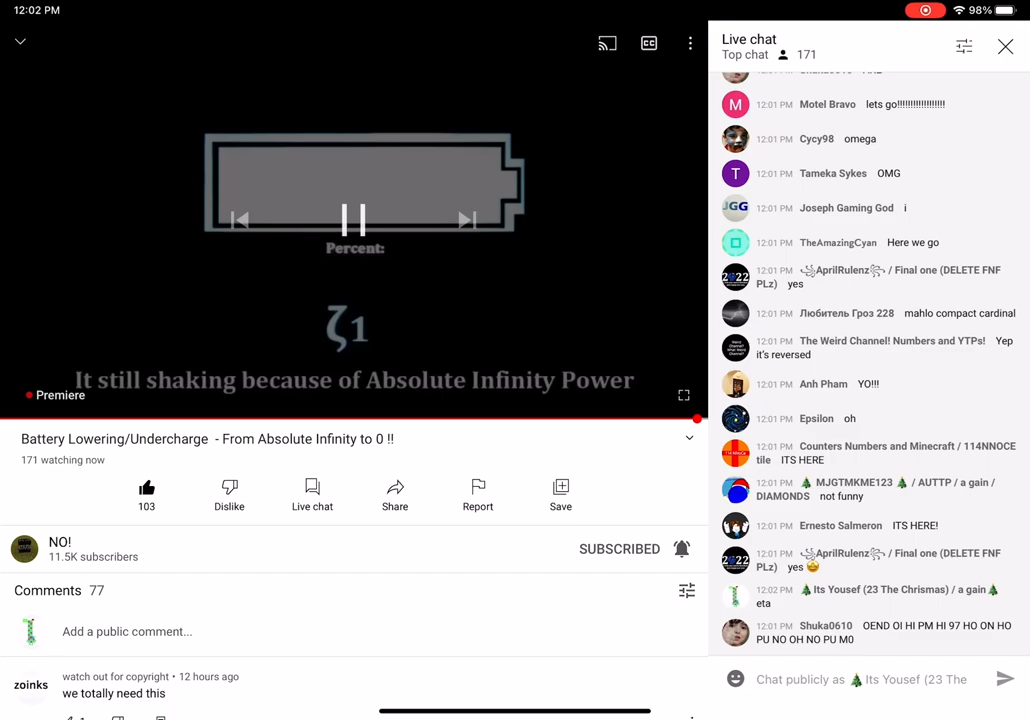 12:02 PM
98%
Percent:
ζ1
It still shaking because of Absolute Infinity Power
Premiere
Battery Lowering/Undercharge - From Absolute Infinity to 0 !!
171 watching now
103
Dislike
Live chat
Share
Report
Save
NO!
11.5K subscribers
SUBSCRIBED
Comments 77
Add a public comment...
zoinks
watch out for copyright • 12 hours ago
we totally need this
Live chat
Top chat 171
12:01 PM Motel Bravo lets go!!!!!!!!!!!!!!!!!!
12:01 PM Cycy98 omega
12:01 PM Tameka Sykes OMG
12:01 PM Joseph Gaming God i
12:01 PM TheAmazingCyan Here we go
12:01 PM ꧁AprilRulenz꧂ / Final one (DELETE FNF
PLz) yes
12:01 PM Любитель Гроз 228 mahlo compact cardinal
12:01 PM The Weird Channel! Numbers and YTPs! Yep
it's reversed
12:01 PM Anh Pham YO!!!
12:01 PM Epsilon oh
12:01 PM Counters Numbers and Minecraft / 114NNOCE
tile ITS HERE
12:01 PM 🎄 MJGTMKME123 🎄 / AUTTP / a gain /
DIAMONDS not funny
12:01 PM Ernesto Salmeron ITS HERE!
12:01 PM ꧁AprilRulenz꧂ / Final one (DELETE FNF
PLz) yes 🤩
12:02 PM 🎄Its Yousef (23 The Chrismas) / a gain🎄
eta
12:01 PM Shuka0610 OEND OI HI PM HI 97 HO ON HO
PU NO OH NO PU M0
Chat publicly as 🎄Its Yousef (23 The